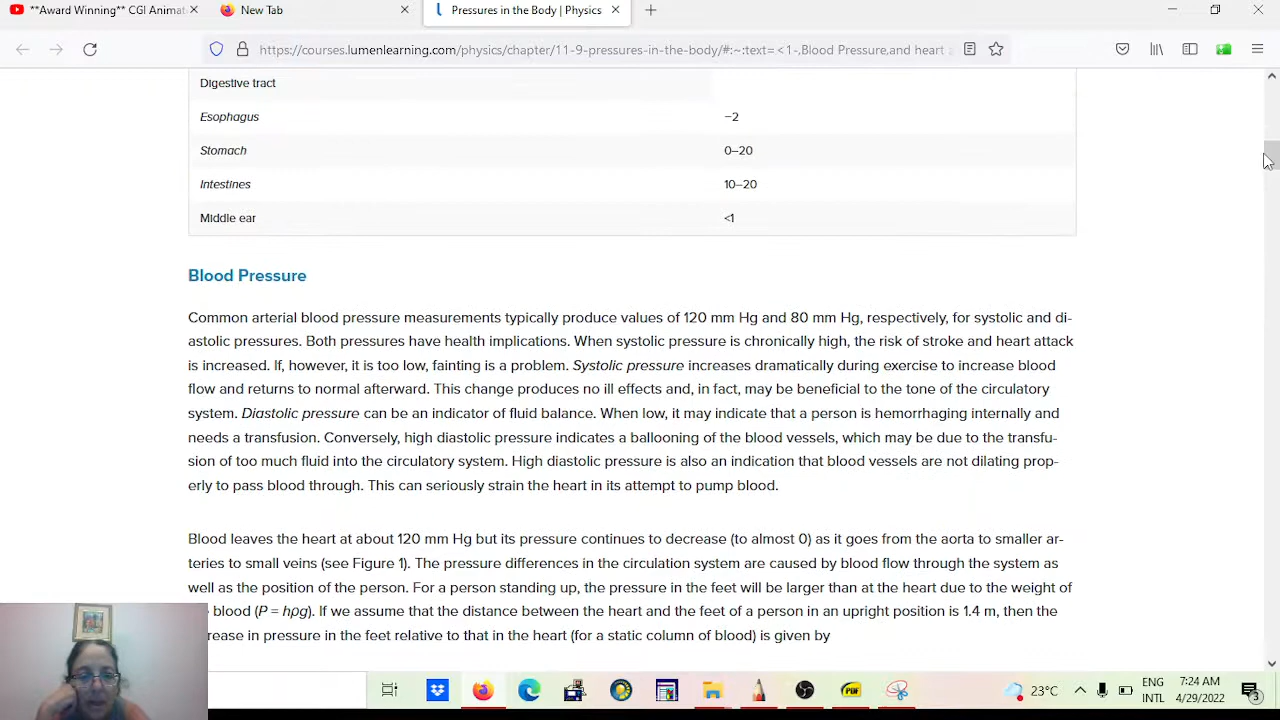 **Award Winning** CGI Animat
New Tab
Pressures in the Body | Physics
https://courses.lumenlearning.com/physics/chapter/11-9-pressures-in-the-body/#:~:text=<1-,Blood Pressure,and heart a
Digestive tract
Esophagus −2
Stomach 0–20
Intestines 10–20
Middle ear <1
Blood Pressure
Common arterial blood pressure measurements typically produce values of 120 mm Hg and 80 mm Hg, respectively, for systolic and di-
astolic pressures. Both pressures have health implications. When systolic pressure is chronically high, the risk of stroke and heart attack
is increased. If, however, it is too low, fainting is a problem. Systolic pressure increases dramatically during exercise to increase blood
flow and returns to normal afterward. This change produces no ill effects and, in fact, may be beneficial to the tone of the circulatory
system. Diastolic pressure can be an indicator of fluid balance. When low, it may indicate that a person is hemorrhaging internally and
needs a transfusion. Conversely, high diastolic pressure indicates a ballooning of the blood vessels, which may be due to the transfu-
sion of too much fluid into the circulatory system. High diastolic pressure is also an indication that blood vessels are not dilating prop-
erly to pass blood through. This can seriously strain the heart in its attempt to pump blood.
Blood leaves the heart at about 120 mm Hg but its pressure continues to decrease (to almost 0) as it goes from the aorta to smaller ar-
teries to small veins (see Figure 1). The pressure differences in the circulation system are caused by blood flow through the system as
well as the position of the person. For a person standing up, the pressure in the feet will be larger than at the heart due to the weight of
blood (P = hρg). If we assume that the distance between the heart and the feet of a person in an upright position is 1.4 m, then the
rease in pressure in the feet relative to that in the heart (for a static column of blood) is given by
PDF
23°C
ENG
INTL
7:24 AM
4/29/2022
3